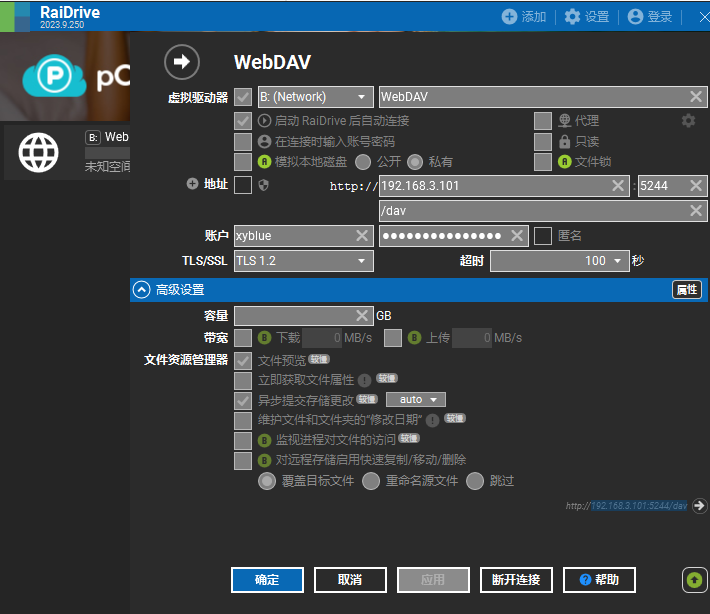 RaiDrive
2023.9.250
添加 设置 登录
P pC
B: Web
未知空间
WebDAV
虚拟驱动器 B: (Network) WebDAV
启动 RaiDrive 后自动连接 代理
在连接时输入账号密码 只读
A 模拟本地磁盘 公开 私有 A 文件锁
地址 http:// 192.168.3.101 : 5244
/dav
账户 xyblue ●●●●●●●●●●●●●●● 匿名
TLS/SSL TLS 1.2 超时 100 秒
高级设置 属性
容量 GB
带宽 B 下载 0 MB/s B 上传 0 MB/s
文件资源管理器 文件预览 较慢
立即获取文件属性 ! 较慢
异步提交存储更改 较慢 auto
维护文件和文件夹的“修改日期” ! 较慢
B 监视进程对文件的访问 较慢
B 对远程存储启用快速复制/移动/删除
覆盖目标文件 重命名源文件 跳过
http://192.168.3.101:5244/dav
确定 取消 应用 断开连接 ? 帮助